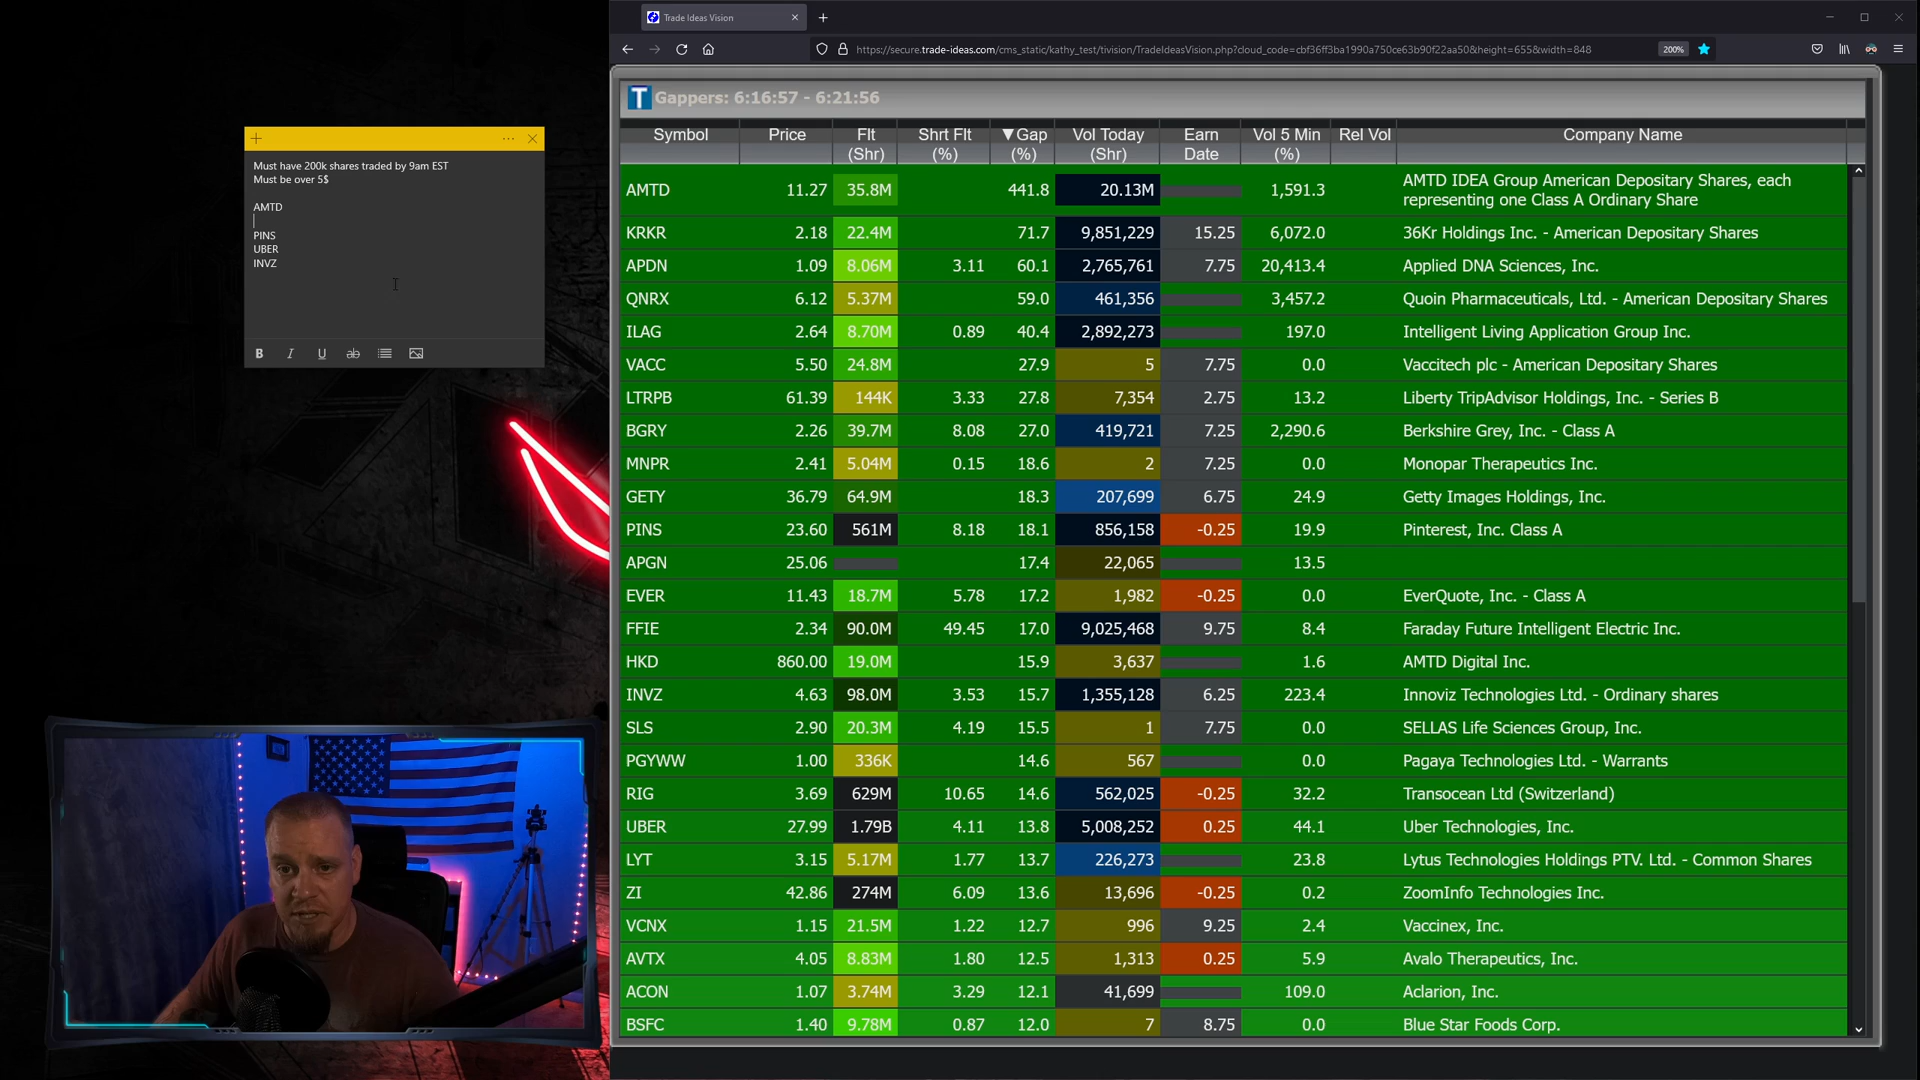 Trade Ideas Vision
https://secure.trade-ideas.com/cms_static/kathy_test/tivision/TradeIdeasVision.php?cloud_code=cbf36ff3ba1990a750ce63b90f22aa50&height=655&width=848
200%
Must have 200k shares traded by 9am EST
Must be over 5$
AMTD
PINS
UBER
INVZ
B I U ab
T Gappers: 6:16:57 - 6:21:56
Symbol Price Flt (Shr) Shrt Flt (%) ▼Gap (%) Vol Today (Shr) Earn Date Vol 5 Min (%) Rel Vol Company Name
AMTD 11.27 35.8M 441.8 20.13M 1,591.3 AMTD IDEA Group American Depositary Shares, each
representing one Class A Ordinary Share
KRKR 2.18 22.4M 71.7 9,851,229 15.25 6,072.0 36Kr Holdings Inc. - American Depositary Shares
APDN 1.09 8.06M 3.11 60.1 2,765,761 7.75 20,413.4 Applied DNA Sciences, Inc.
QNRX 6.12 5.37M 59.0 461,356 3,457.2 Quoin Pharmaceuticals, Ltd. - American Depositary Shares
ILAG 2.64 8.70M 0.89 40.4 2,892,273 197.0 Intelligent Living Application Group Inc.
VACC 5.50 24.8M 27.9 5 7.75 0.0 Vaccitech plc - American Depositary Shares
LTRPB 61.39 144K 3.33 27.8 7,354 2.75 13.2 Liberty TripAdvisor Holdings, Inc. - Series B
BGRY 2.26 39.7M 8.08 27.0 419,721 7.25 2,290.6 Berkshire Grey, Inc. - Class A
MNPR 2.41 5.04M 0.15 18.6 2 7.25 0.0 Monopar Therapeutics Inc.
GETY 36.79 64.9M 18.3 207,699 6.75 24.9 Getty Images Holdings, Inc.
PINS 23.60 561M 8.18 18.1 856,158 -0.25 19.9 Pinterest, Inc. Class A
APGN 25.06 17.4 22,065 13.5
EVER 11.43 18.7M 5.78 17.2 1,982 -0.25 0.0 EverQuote, Inc. - Class A
FFIE 2.34 90.0M 49.45 17.0 9,025,468 9.75 8.4 Faraday Future Intelligent Electric Inc.
HKD 860.00 19.0M 15.9 3,637 1.6 AMTD Digital Inc.
INVZ 4.63 98.0M 3.53 15.7 1,355,128 6.25 223.4 Innoviz Technologies Ltd. - Ordinary shares
SLS 2.90 20.3M 4.19 15.5 1 7.75 0.0 SELLAS Life Sciences Group, Inc.
PGYWW 1.00 336K 14.6 567 0.0 Pagaya Technologies Ltd. - Warrants
RIG 3.69 629M 10.65 14.6 562,025 -0.25 32.2 Transocean Ltd (Switzerland)
UBER 27.99 1.79B 4.11 13.8 5,008,252 0.25 44.1 Uber Technologies, Inc.
LYT 3.15 5.17M 1.77 13.7 226,273 23.8 Lytus Technologies Holdings PTV. Ltd. - Common Shares
ZI 42.86 274M 6.09 13.6 13,696 -0.25 0.2 ZoomInfo Technologies Inc.
VCNX 1.15 21.5M 1.22 12.7 996 9.25 2.4 Vaccinex, Inc.
AVTX 4.05 8.83M 1.80 12.5 1,313 0.25 5.9 Avalo Therapeutics, Inc.
ACON 1.07 3.74M 3.29 12.1 41,699 109.0 Aclarion, Inc.
BSFC 1.40 9.78M 0.87 12.0 7 8.75 0.0 Blue Star Foods Corp.